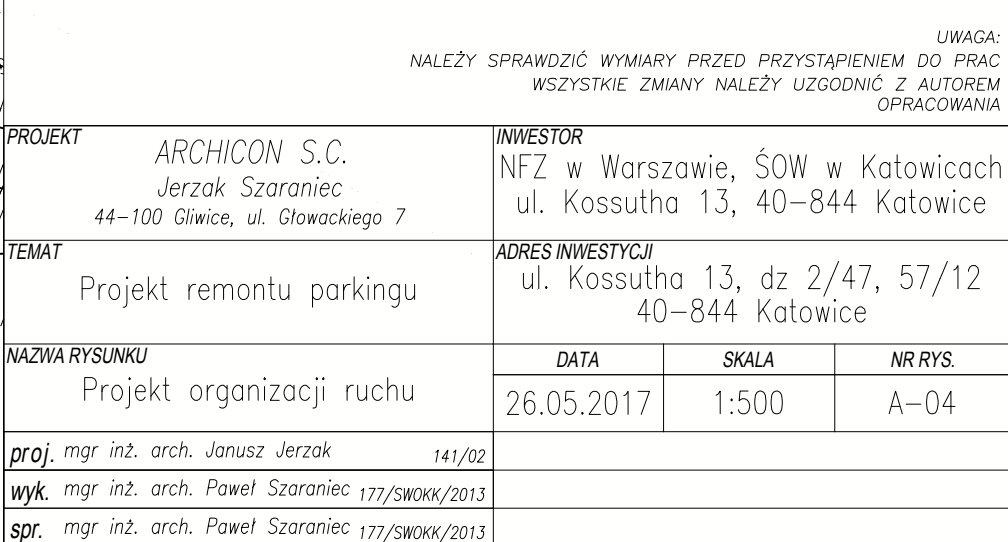 UWAGA:
NALEŻY SPRAWDZIĆ WYMIARY PRZED PRZYSTĄPIENIEM DO PRAC
WSZYSTKIE ZMIANY NALEŻY UZGODNIĆ Z AUTOREM
OPRACOWANIA
PROJEKT
ARCHICON S.C.
Jerzak Szaraniec
44-100 Gliwice, ul. Głowackiego 7
INWESTOR
NFZ w Warszawie, ŚOW w Katowicach
ul. Kossutha 13, 40-844 Katowice
TEMAT
Projekt remontu parkingu
ADRES INWESTYCJI
ul. Kossutha 13, dz 2/47, 57/12
40-844 Katowice
NAZWA RYSUNKU
Projekt organizacji ruchu
DATA SKALA NR RYS.
26.05.2017 1:500 A-04
proj. mgr inż. arch. Janusz Jerzak 141/02
wyk. mgr inż. arch. Paweł Szaraniec 177/SWOKK/2013
spr. mgr inż. arch. Paweł Szaraniec 177/SWOKK/2013